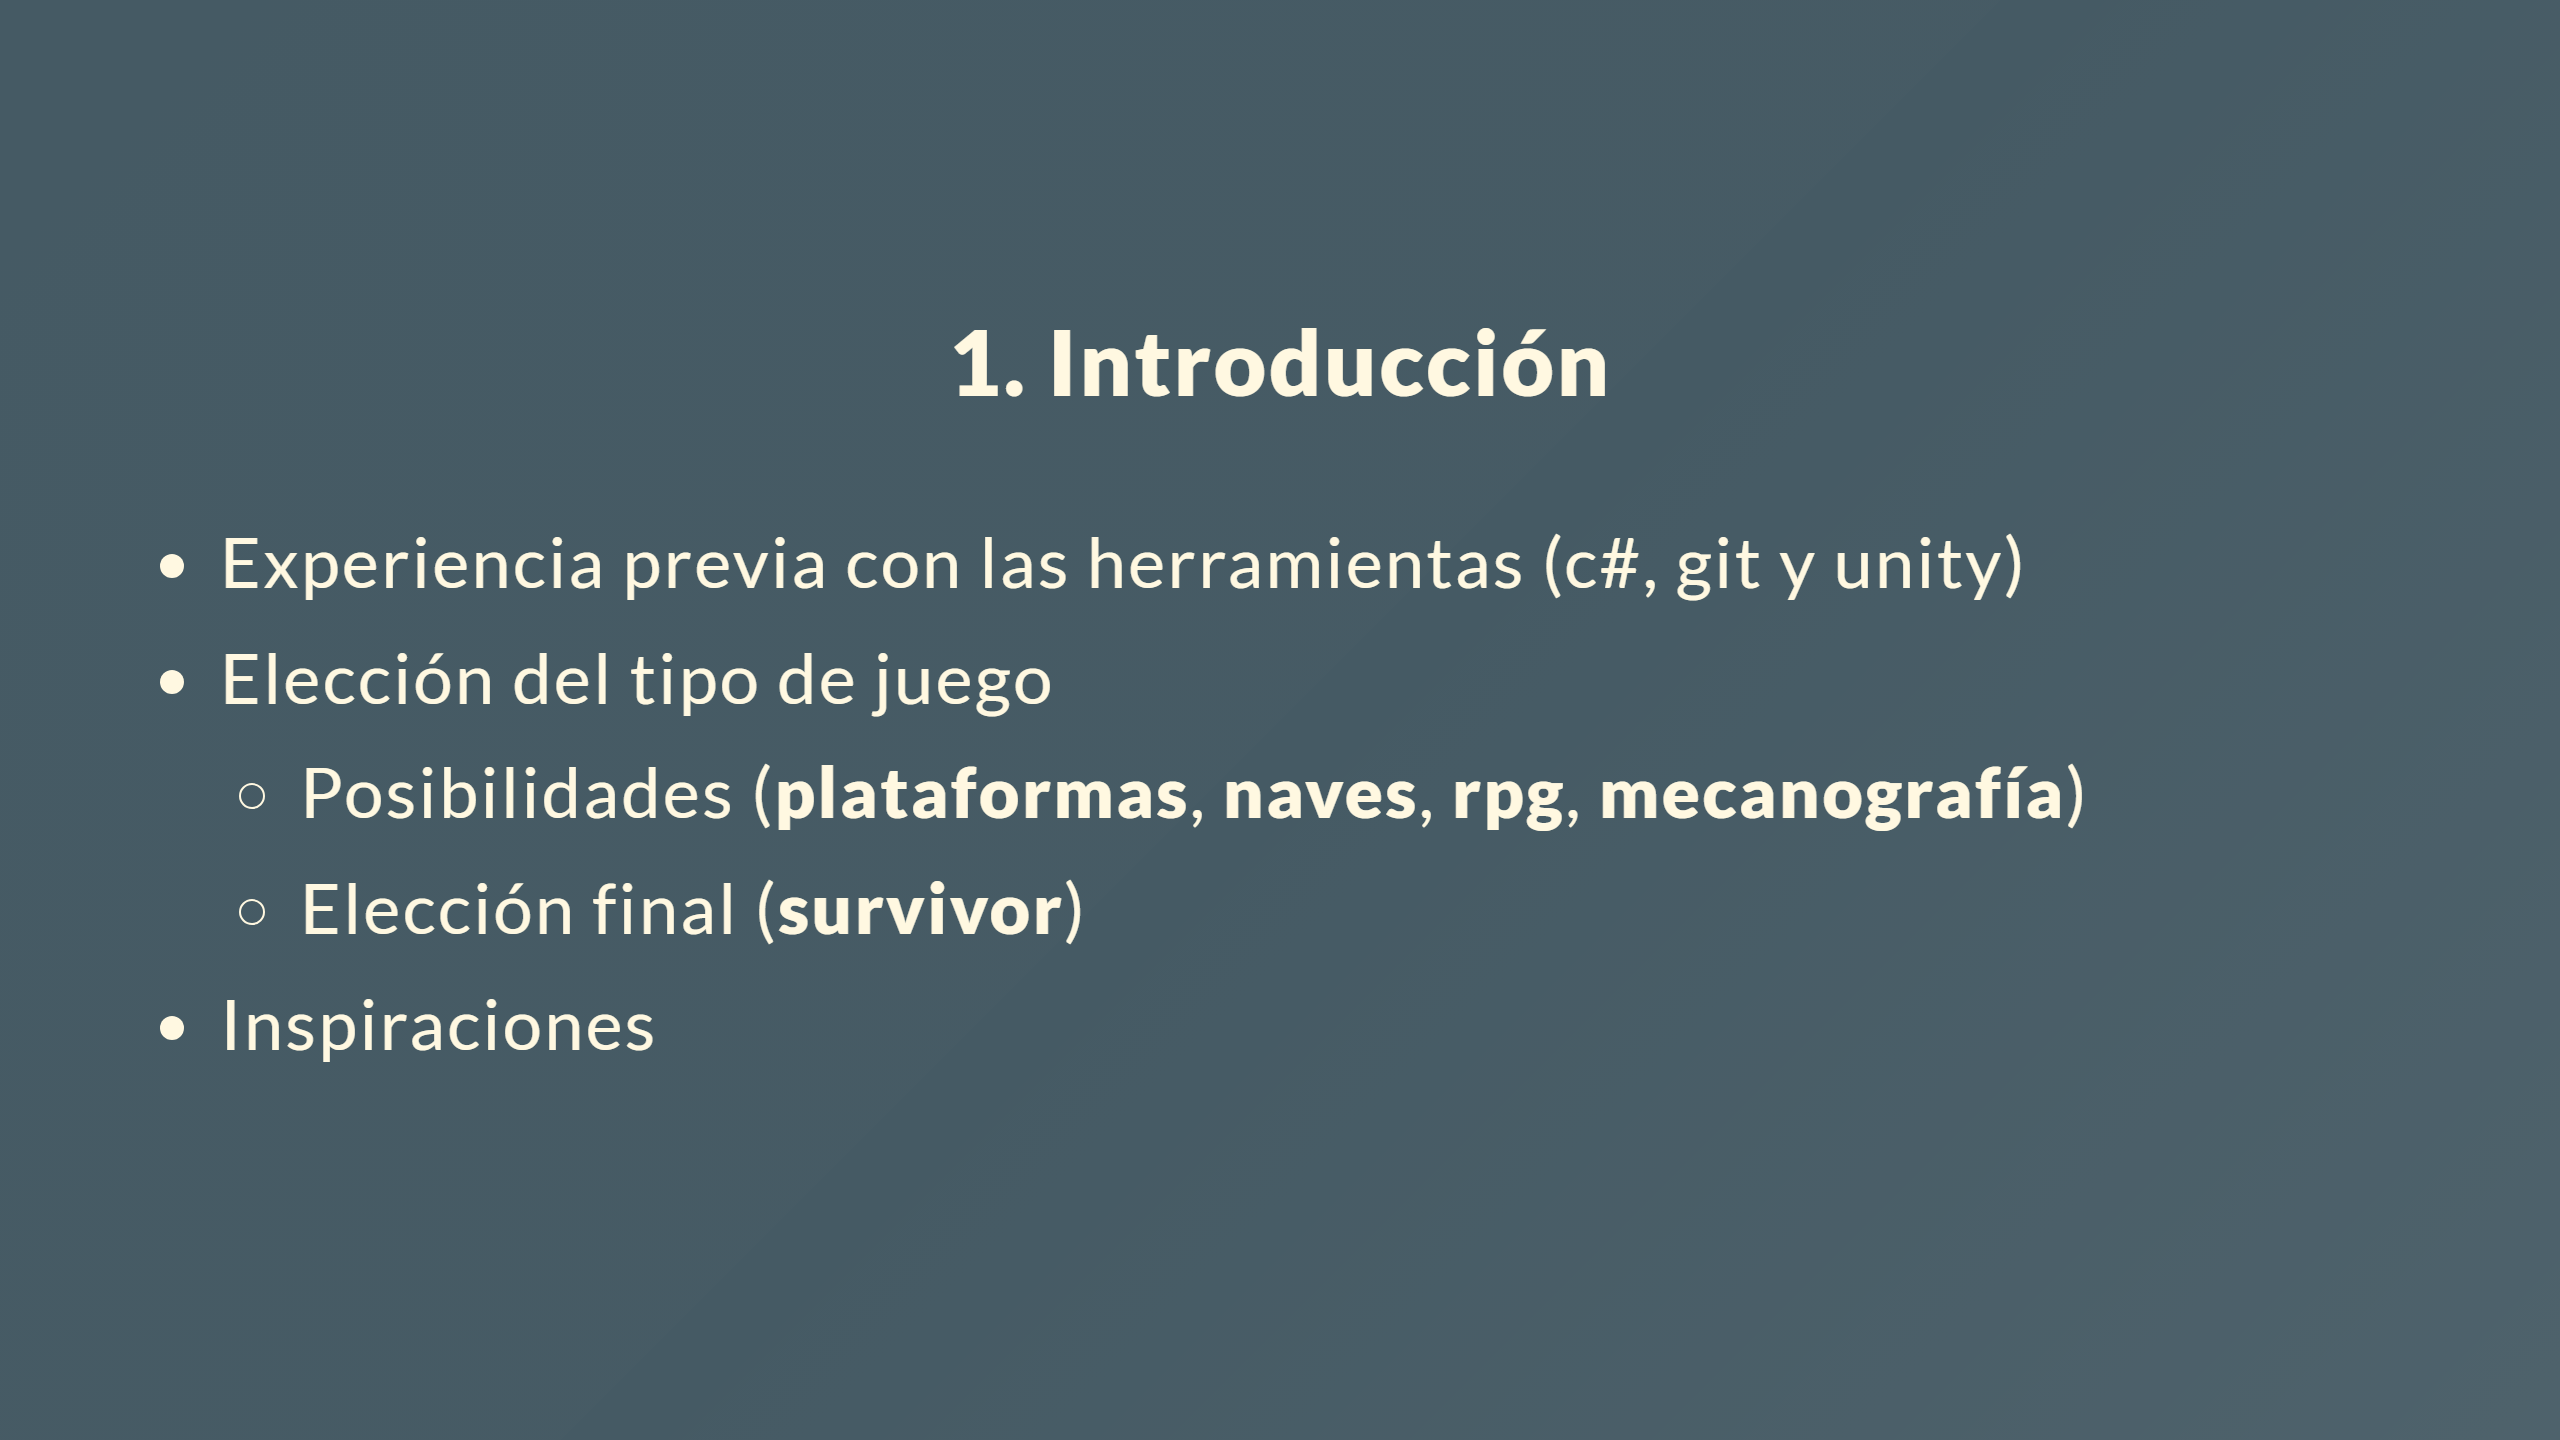 1. Introducción
Experiencia previa con las herramientas (c#, git y unity)
Elección del tipo de juego
Posibilidades (plataformas, naves, rpg, mecanografía)
Elección final (survivor)
Inspiraciones